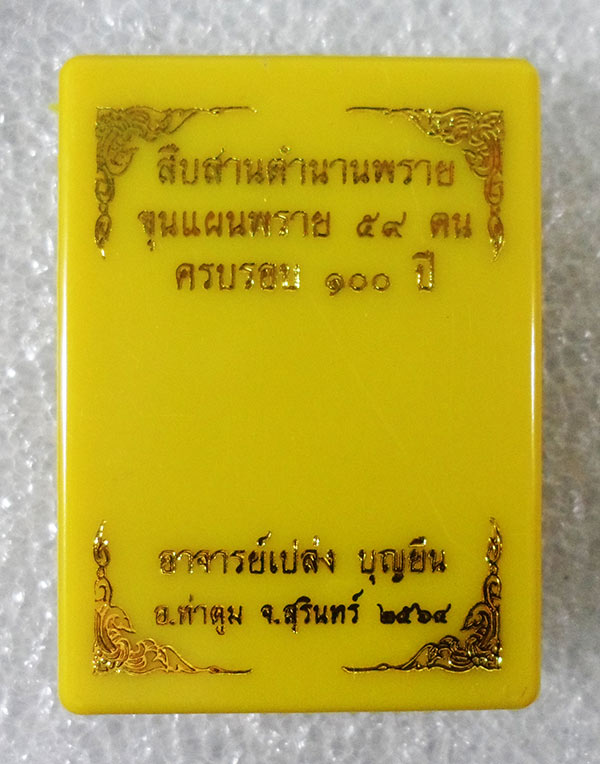 สืบสานตำนานพราย
ขุนแผนพราย ๕๙ ตน
ครบรอบ ๑๐๐ ปี
อาจารย์เปล่ง บุญยืน
อ.ท่าตูม จ.สุรินทร์ ๒๕๖๔